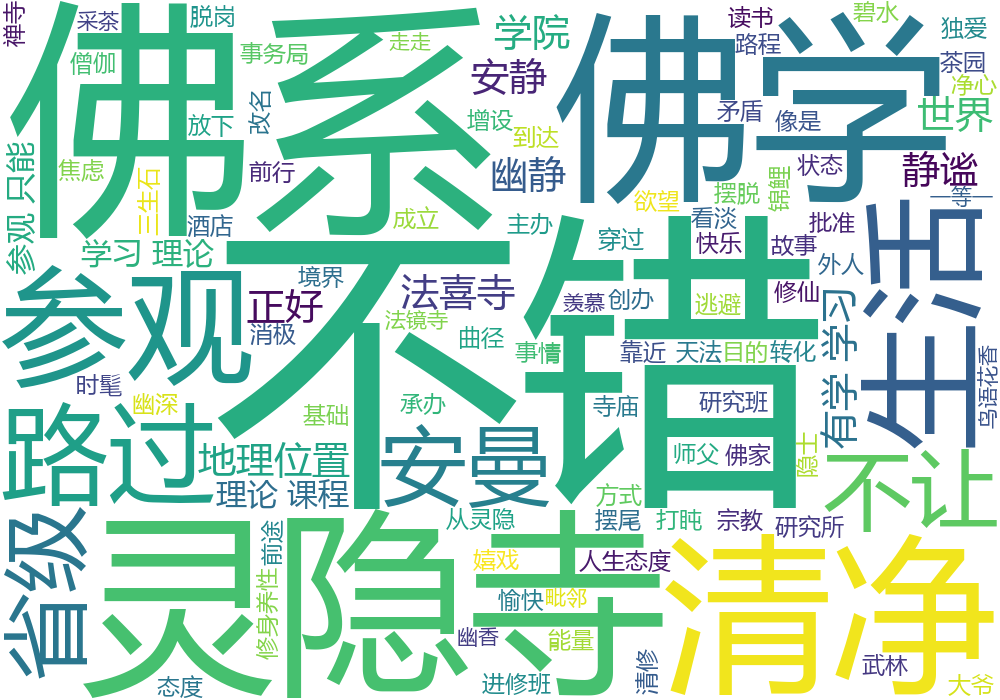 禅寺
采茶
脱岗
佛系
佛学
读书
碧水
独爱
走走
学院
路程
僧伽
事务局
安静
茶园
净心
改名
放下
增设
到达
矛盾
像是
世界
参观 只能
焦虑
三生石
前行
幽静
欲望
摆脱
锦鲤
状态
静谧
一等一
酒店
成立
主办
看淡
批准
学习 理论
不错
穿过
快乐
故事
外人
生活
参观
境界
法喜寺
正好
羡慕
创办
逃避
修仙
消极
法镜寺
曲径
事情
靠近
天法
目的
转化
有学 学习
鸟语花香
时髦
幽深
基础
承办
寺庙
研究班
路过
地理位置
安曼
师父
佛家
隐士
不让
理论 课程
方式
省级
前途
从灵隐
摆尾
打盹
宗教
研究所
灵隐寺
清净
嬉戏
人生态度
修身养性
愉快
毗邻
幽香
能量
清修
武林
态度
进修班
大爷